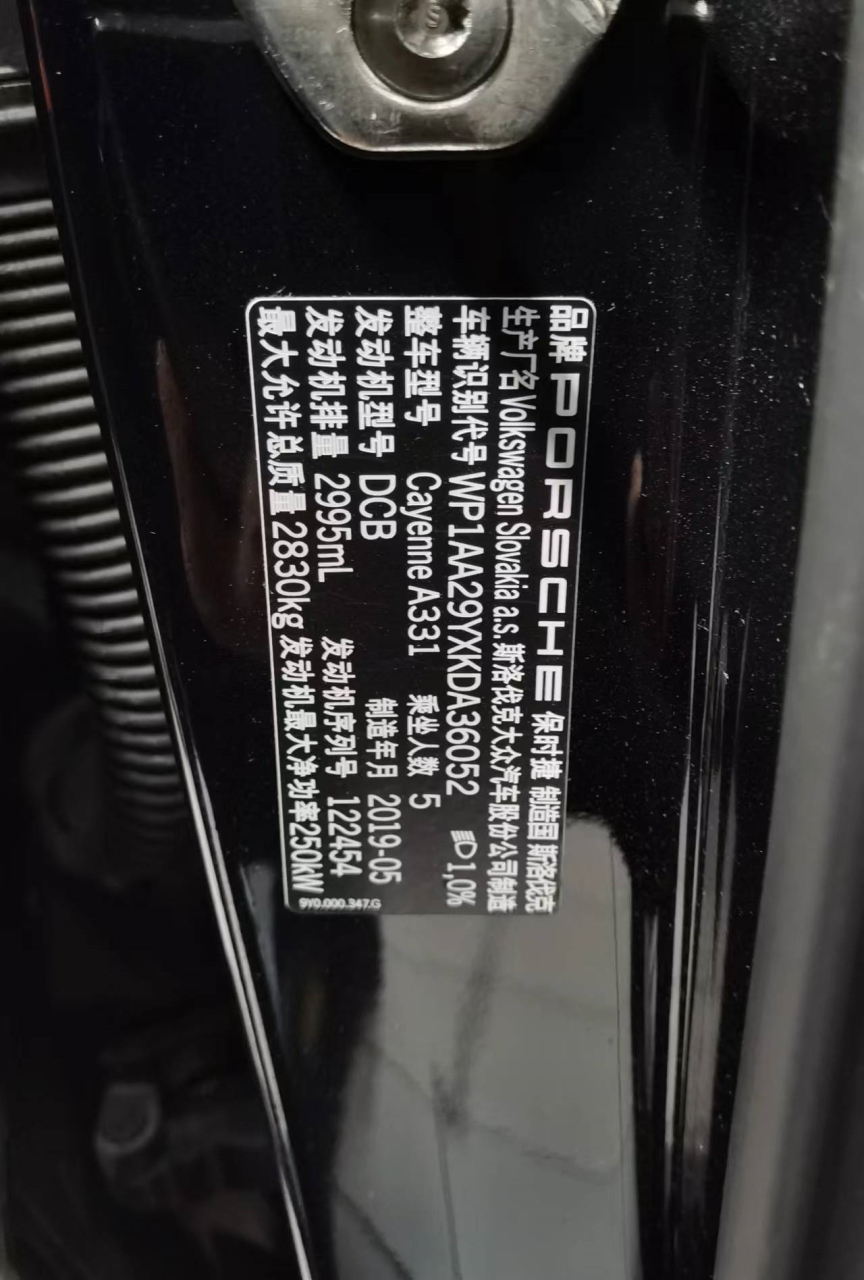 品牌 PORSCHE 保时捷 制造国 斯洛伐克
生产厂名 Volkswagen Slovakia a.s. 斯洛伐克大众汽车股份公司制造
车辆识别代号 WP1AA29YXKDA36052 1,0%
整车型号 Cayenne A331 乘坐人数 5
发动机型号 DCB 制造年月 2019-05
发动机排量 2995mL 发动机序列号 122454
最大允许总质量 2830kg 发动机最大净功率250kW
9Y0.000.347.G